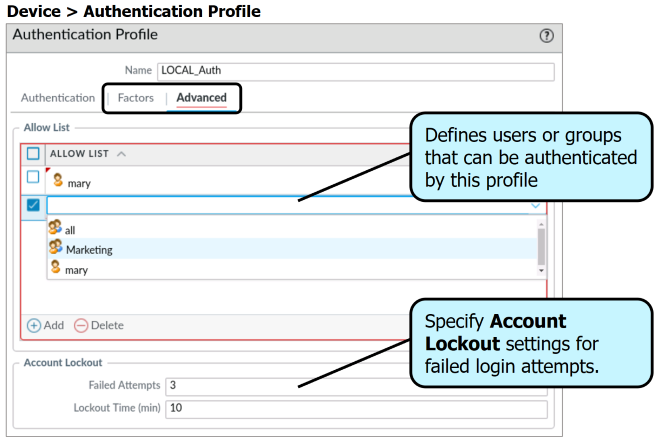 Device > Authentication Profile
Authentication Profile
Name LOCAL_Auth
Authentication Factors Advanced
Allow List
ALLOW LIST
mary
all
Marketing
mary
Add Delete
Defines users or groups
that can be authenticated
by this profile
Account Lockout
Failed Attempts 3
Lockout Time (min) 10
Specify Account
Lockout settings for
failed login attempts.